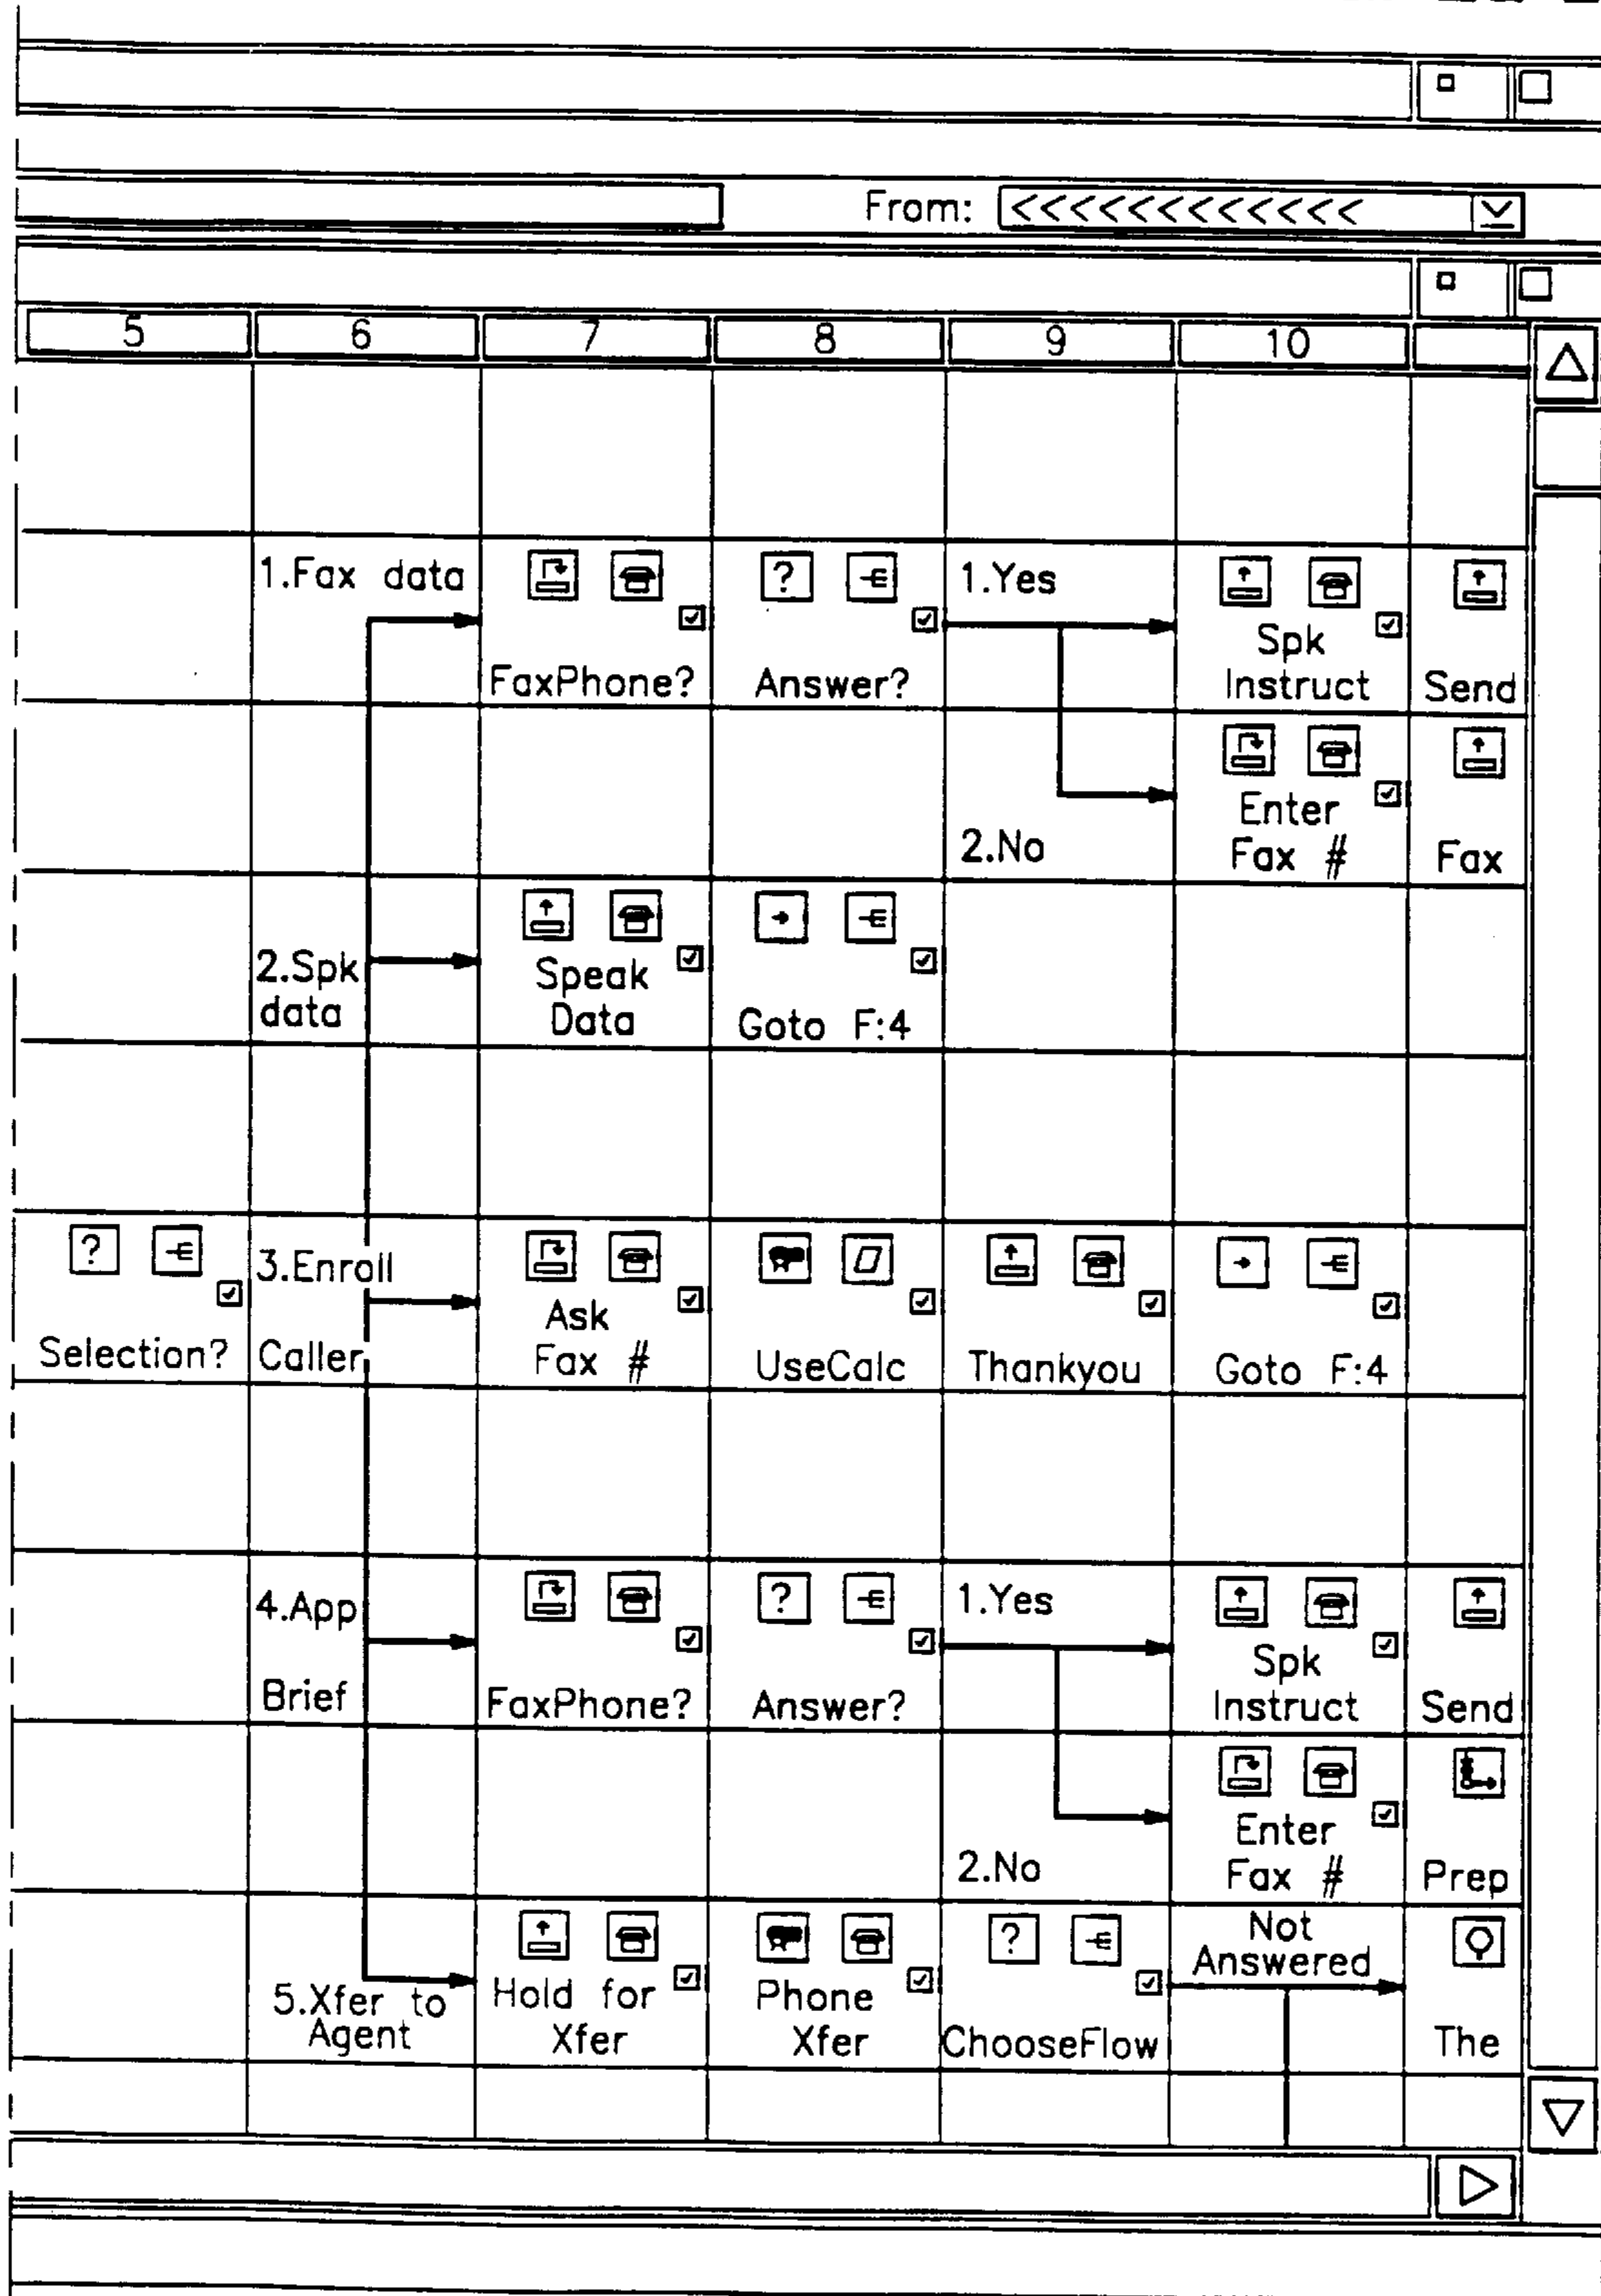 From: <<<<<<<<<<<<
5 6 7 8 9 10
1.Fax data
? 1.Yes
Spk
FaxPhone? Answer? Instruct Send
Enter
2.No Fax # Fax
2.Spk Speak
data Data Goto F:4
? 3.Enroll
Ask
Selection? Caller Fax # UseCalc Thankyou Goto F:4
4.App ? 1.Yes
Spk
Brief FaxPhone? Answer? Instruct Send
Enter
2.No Fax # Prep
? Not
Answered
5.Xfer to Hold for Phone
Agent Xfer Xfer ChooseFlow The